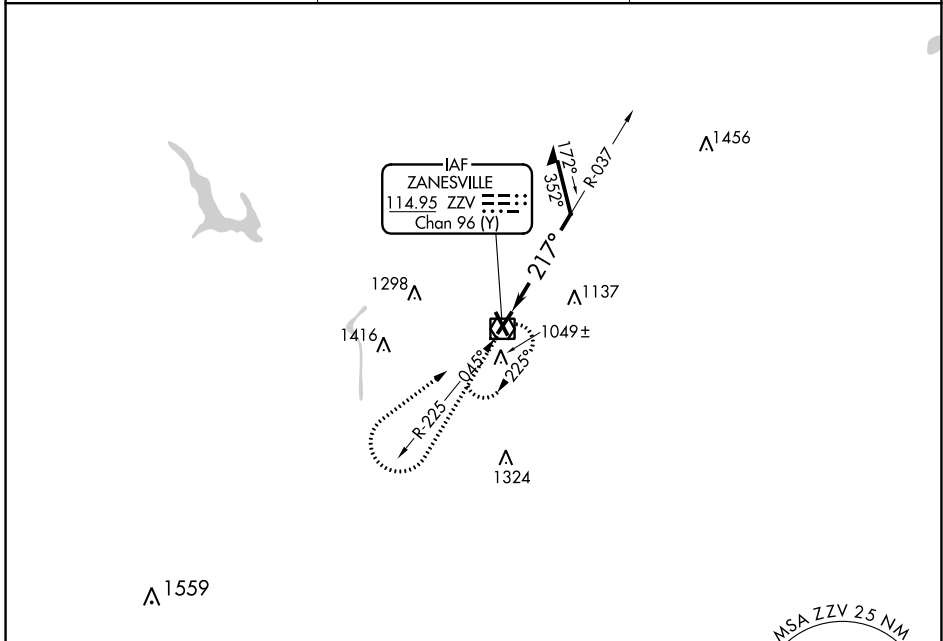 1456
IAF
ZANESVILLE
114.95 ZZV
Chan 96 (Y)
172°
352°
R-037
217°
1298
1137
1416
1049±
045°
225°
R-225
1324
1559
MSA ZZV 25 NM